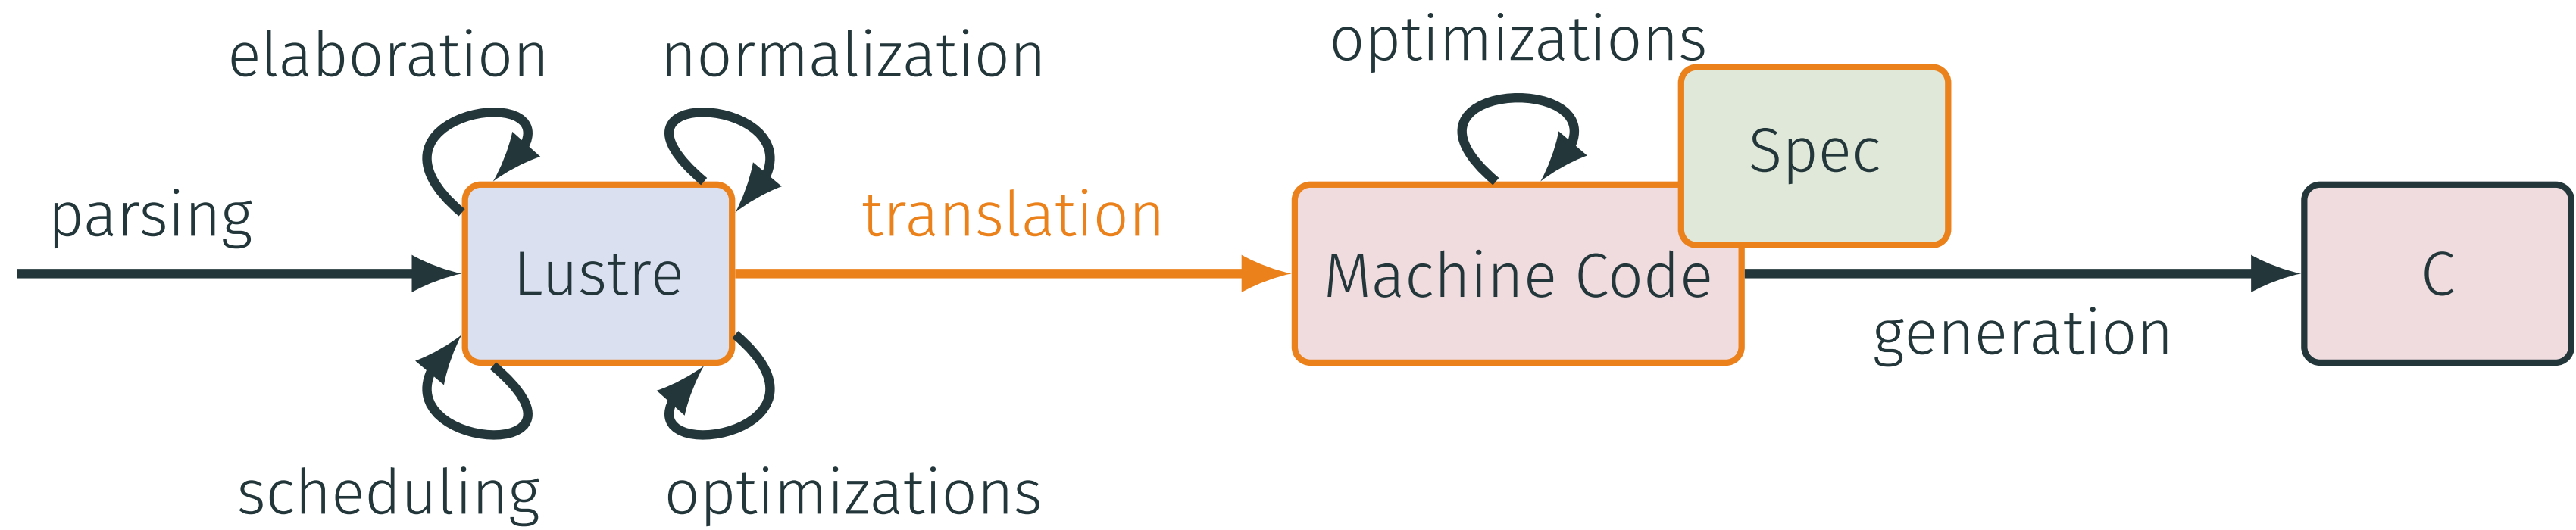 elaboration
normalization
optimizations
Spec
parsing
translation
Lustre
Machine Code
C
generation
scheduling
optimizations